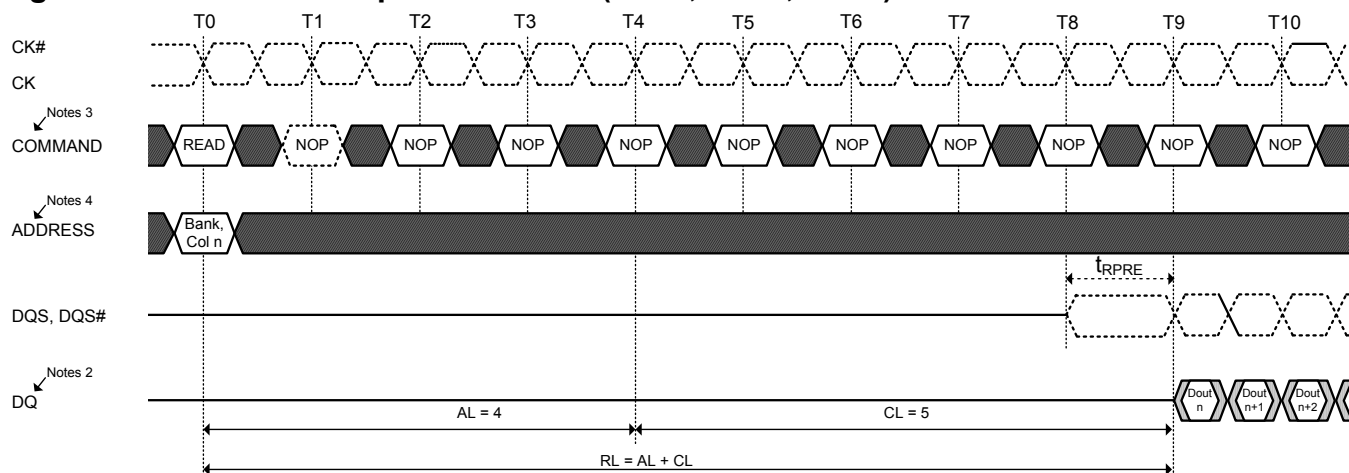 T0 T1 T2 T3 T4 T5 T6 T7 T8 T9 T10
CK#
CK
Notes 3
COMMAND
READ NOP NOP NOP NOP NOP NOP NOP NOP NOP NOP
Notes 4
ADDRESS
Bank,
Col n
tRPRE
DQS, DQS#
Notes 2
DQ
Dout
n
Dout
n+1
Dout
n+2
AL = 4
CL = 5
RL = AL + CL